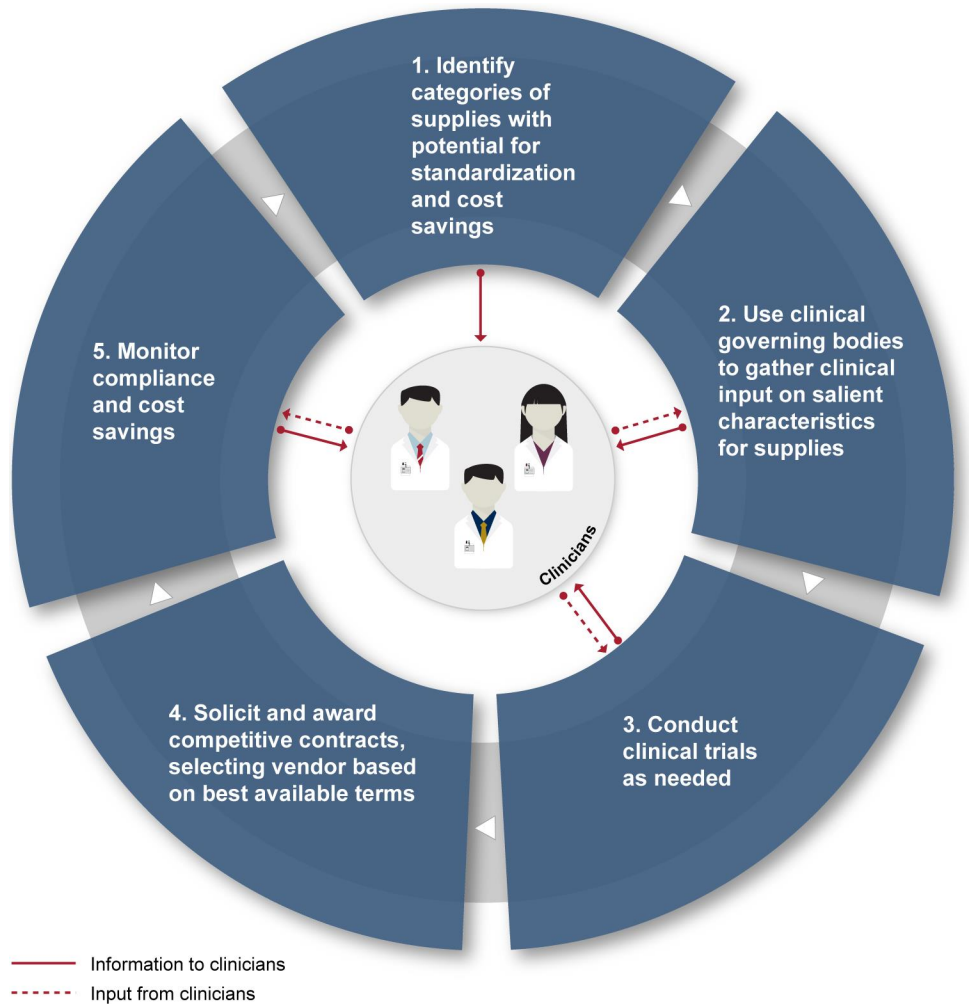 1. Identify
categories of
supplies with
potential for
standardization
and cost
savings
2. Use clinical
governing bodies
to gather clinical
input on salient
characteristics
for supplies
3. Conduct
clinical trials
as needed
4. Solicit and award
competitive contracts,
selecting vendor based
on best available terms
5. Monitor
compliance
and cost
savings
Clinicians
Information to clinicians
Input from clinicians